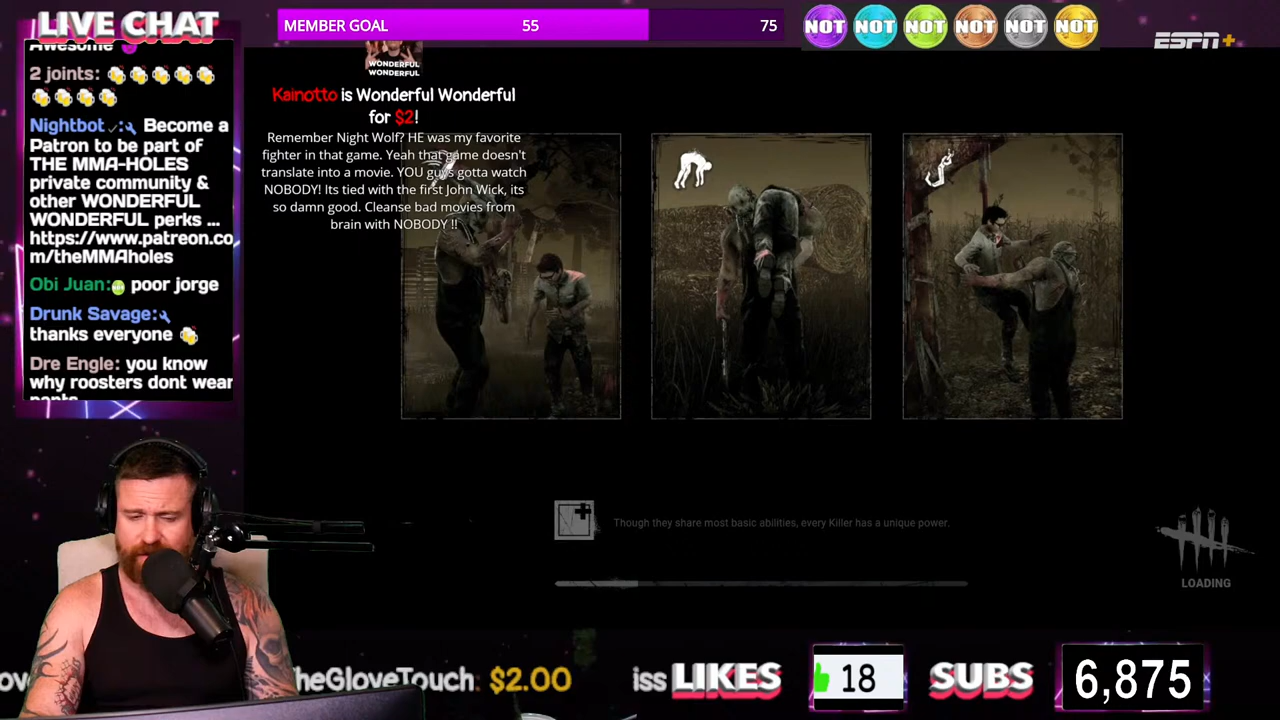 LIVE CHAT
Awesome
2 joints:
Nightbot : Become a
Patron to be part of
THE MMA-HOLES
private community &
other WONDERFUL
WONDERFUL perks ...
https://www.patreon.co
m/theMMAholes
Obi Juan: poor jorge
Drunk Savage:
thanks everyone
Dre Engle: you know
why roosters dont wear
pants
MEMBER GOAL 55 75
NOT NOT NOT NOT NOT NOT
ESPN+
WONDERFUL
WONDERFUL
Kainotto is Wonderful Wonderful
for $2!
Remember Night Wolf? HE was my favorite
fighter in that game. Yeah that game doesn't
translate into a movie. YOU guys gotta watch
NOBODY! Its tied with the first John Wick, its
so damn good. Cleanse bad movies from
brain with NOBODY !!
Though they share most basic abilities, every Killer has a unique power.
LOADING
heGloveTouch: $2.00
iss
LIKES 18
SUBS 6,875